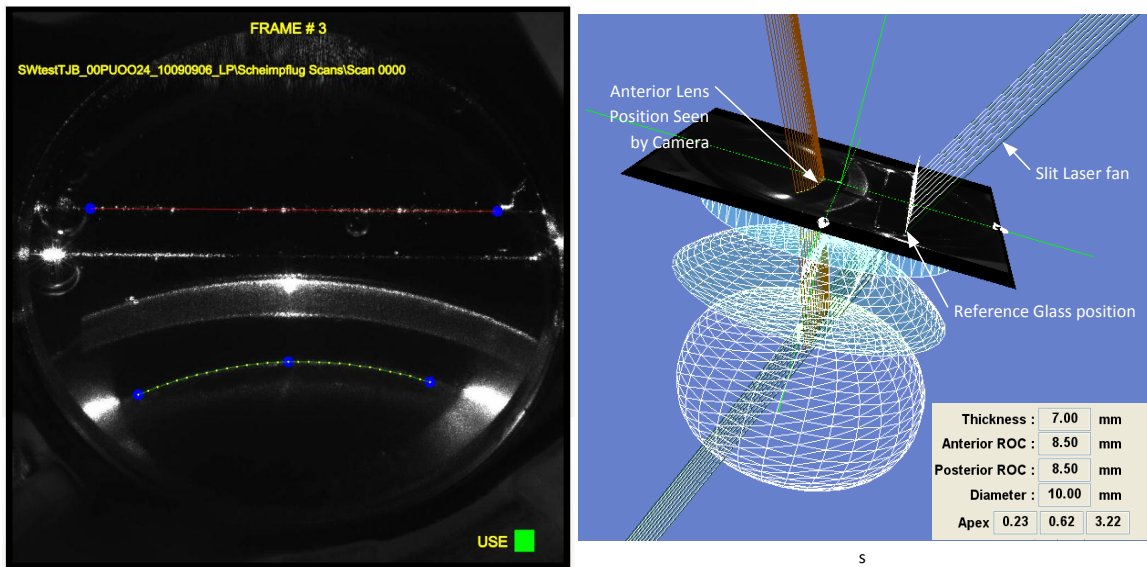 FRAME # 3
SWtestTJB_00PUOO24_10090906_LP\Scheimpflug Scans\Scan 0000
USE
Anterior Lens
Position Seen
by Camera
Slit Laser fan
Reference Glass position
Thickness : 7.00 mm
Anterior ROC : 8.50 mm
Posterior ROC : 8.50 mm
Diameter : 10.00 mm
Apex 0.23 0.62 3.22
s